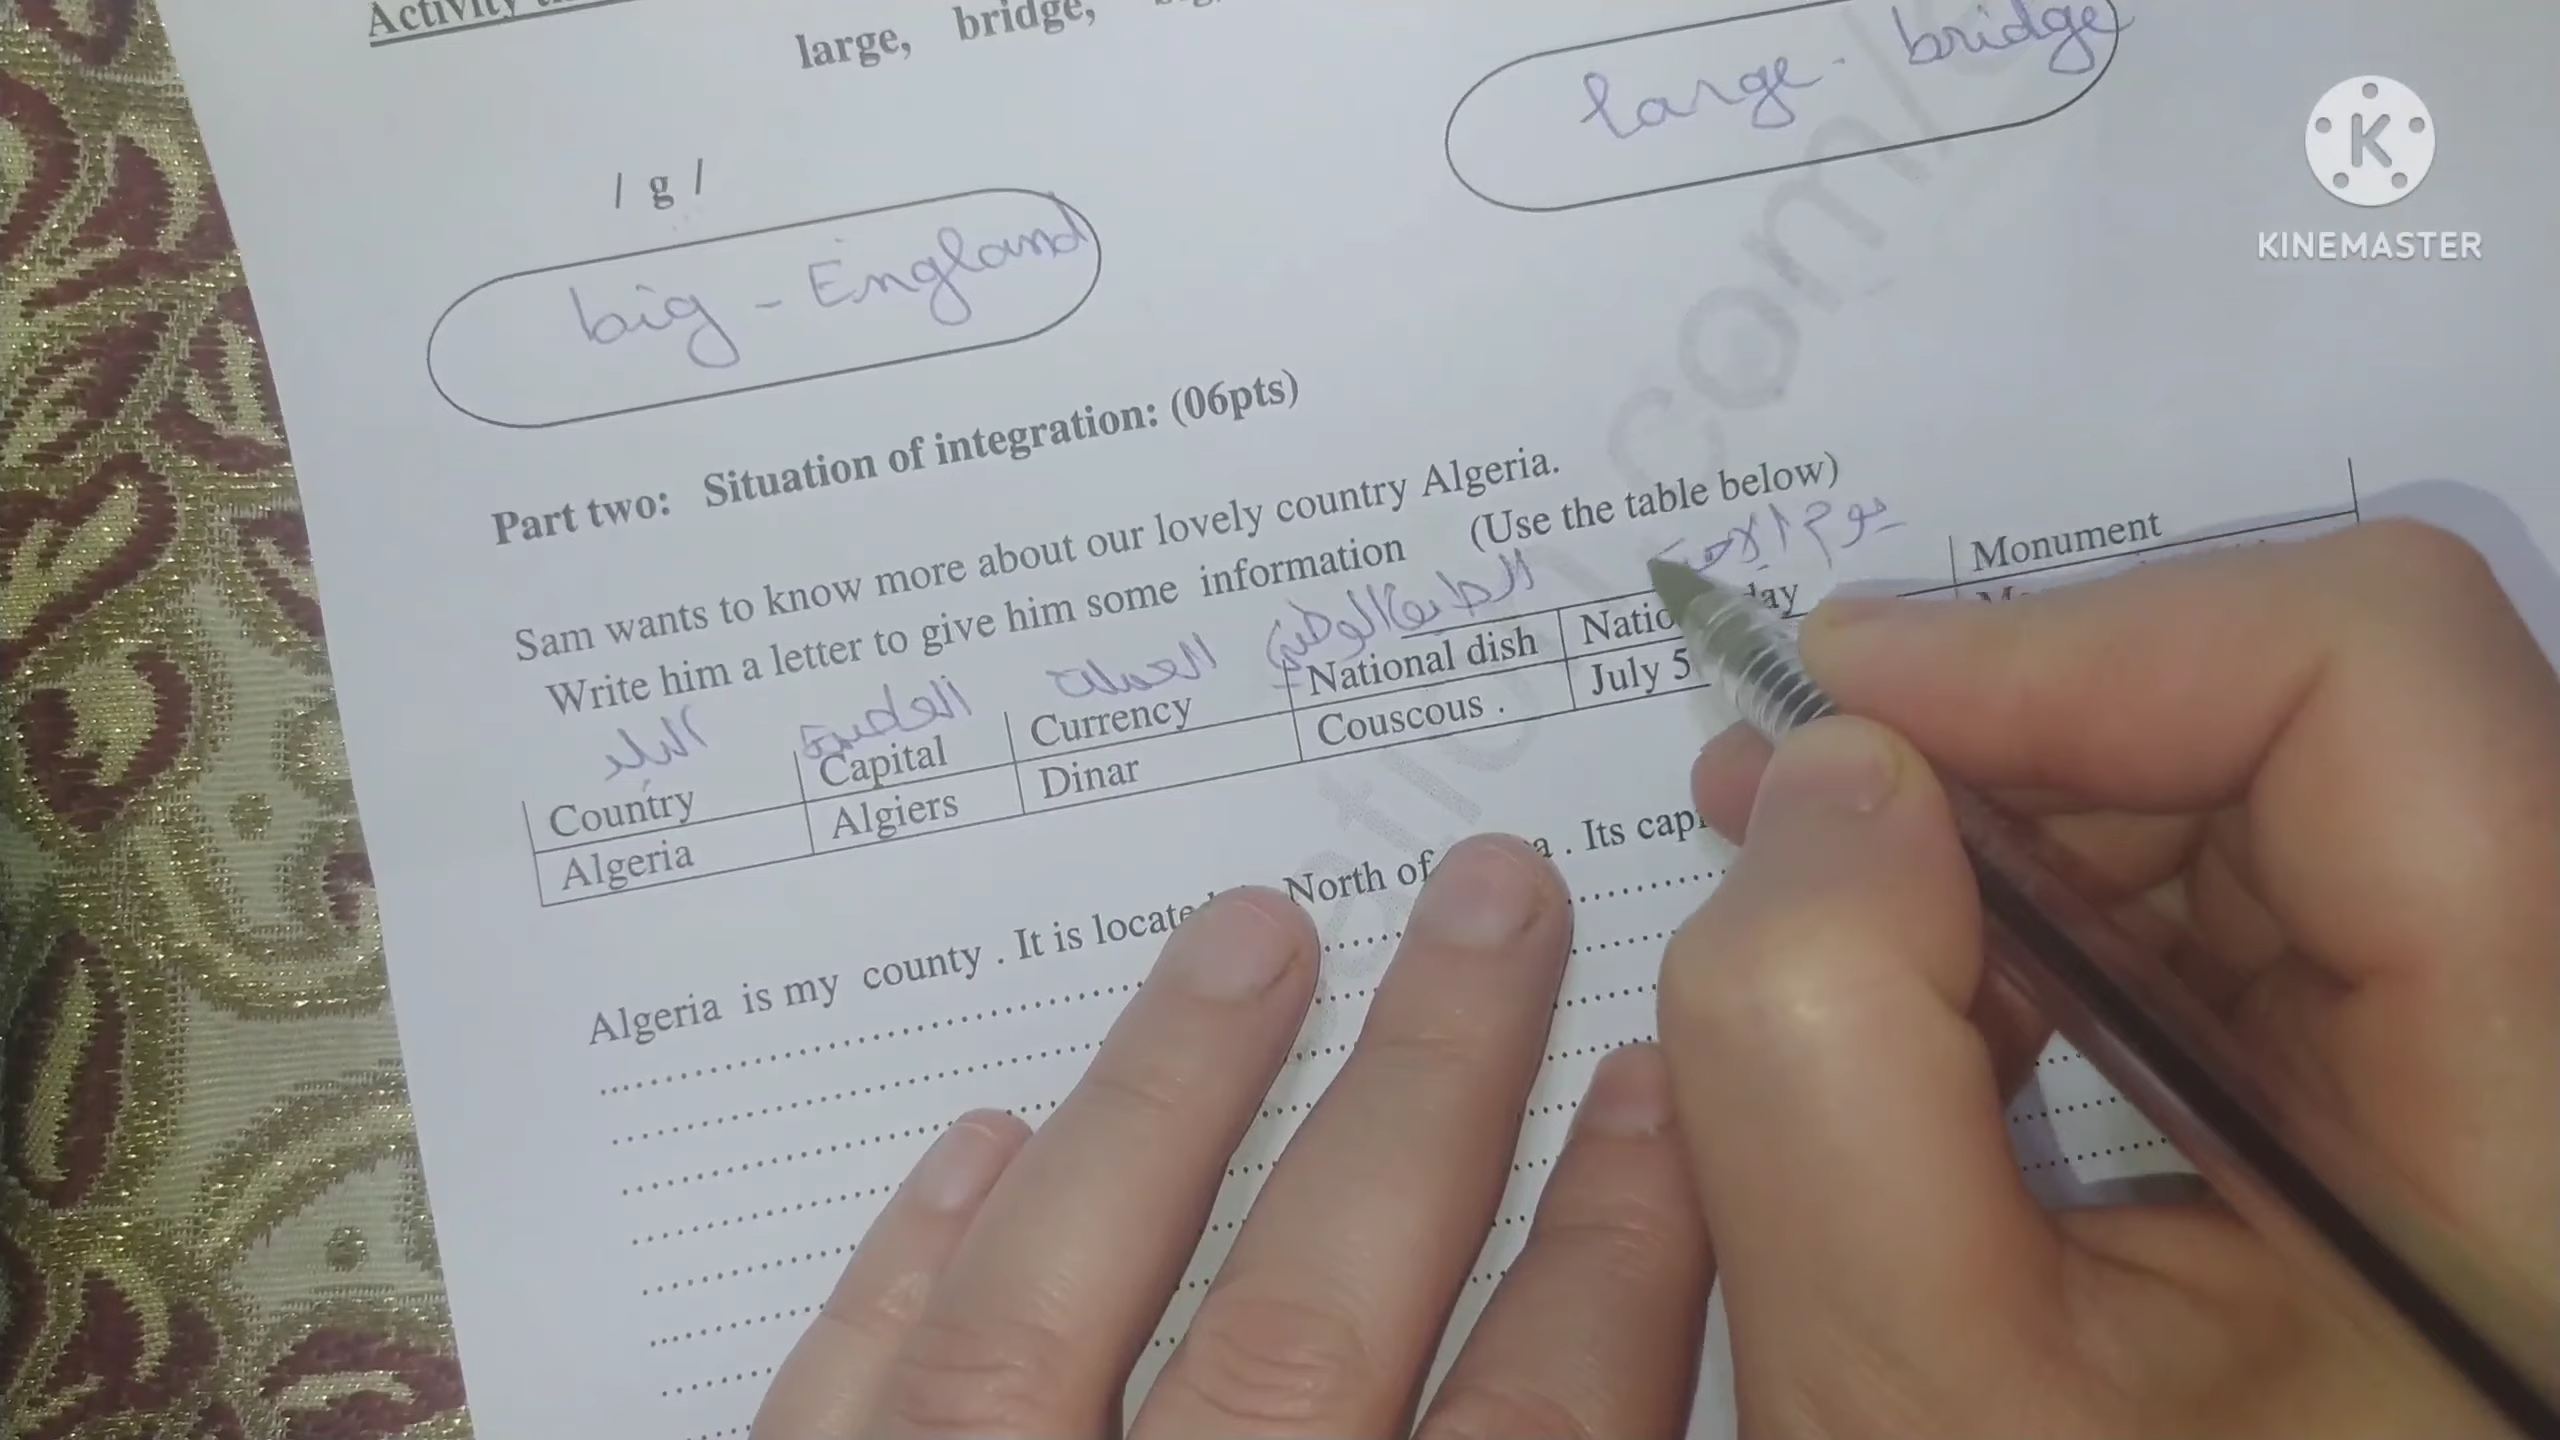 Activity
large, bridge,
large - bridge
KINEMASTER
/ g /
big - England
Part two: Situation of integration: (06pts)
Sam wants to know more about our lovely country Algeria.
Write him a letter to give him some information (Use the table below)
البلد العاصمة العملة الطبق الوطني يوم
Country Capital Currency National dish day Monument
Algeria Algiers Dinar Couscous . July 5
Algeria is my county . It is North of . Its